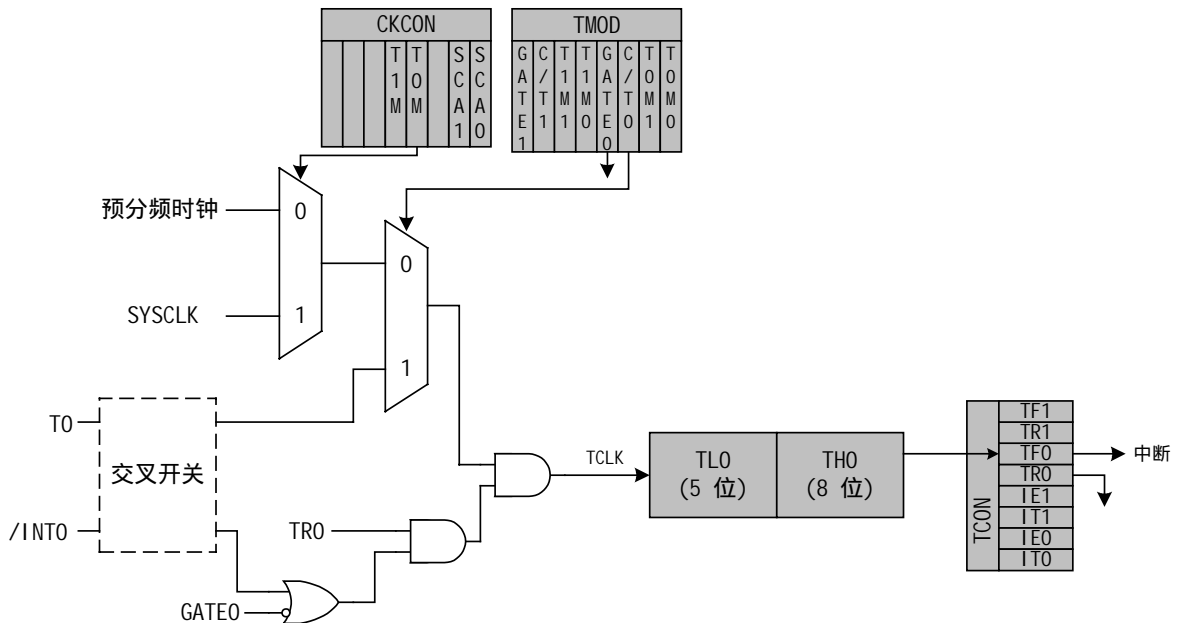 CKCON
T1M
T0M
SCA1
SCA0
TMOD
GATE1
C/T1
T1M1
T1M0
GATE0
C/T0
T0M1
T0M0
预分频时钟
0
SYSCLK
1
0
1
T0
交叉开关
/INT0
TR0
GATE0
TCLK
TL0
(5 位)
TH0
(8 位)
TCON
TF1
TR1
TF0
TR0
IE1
IT1
IE0
IT0
中断